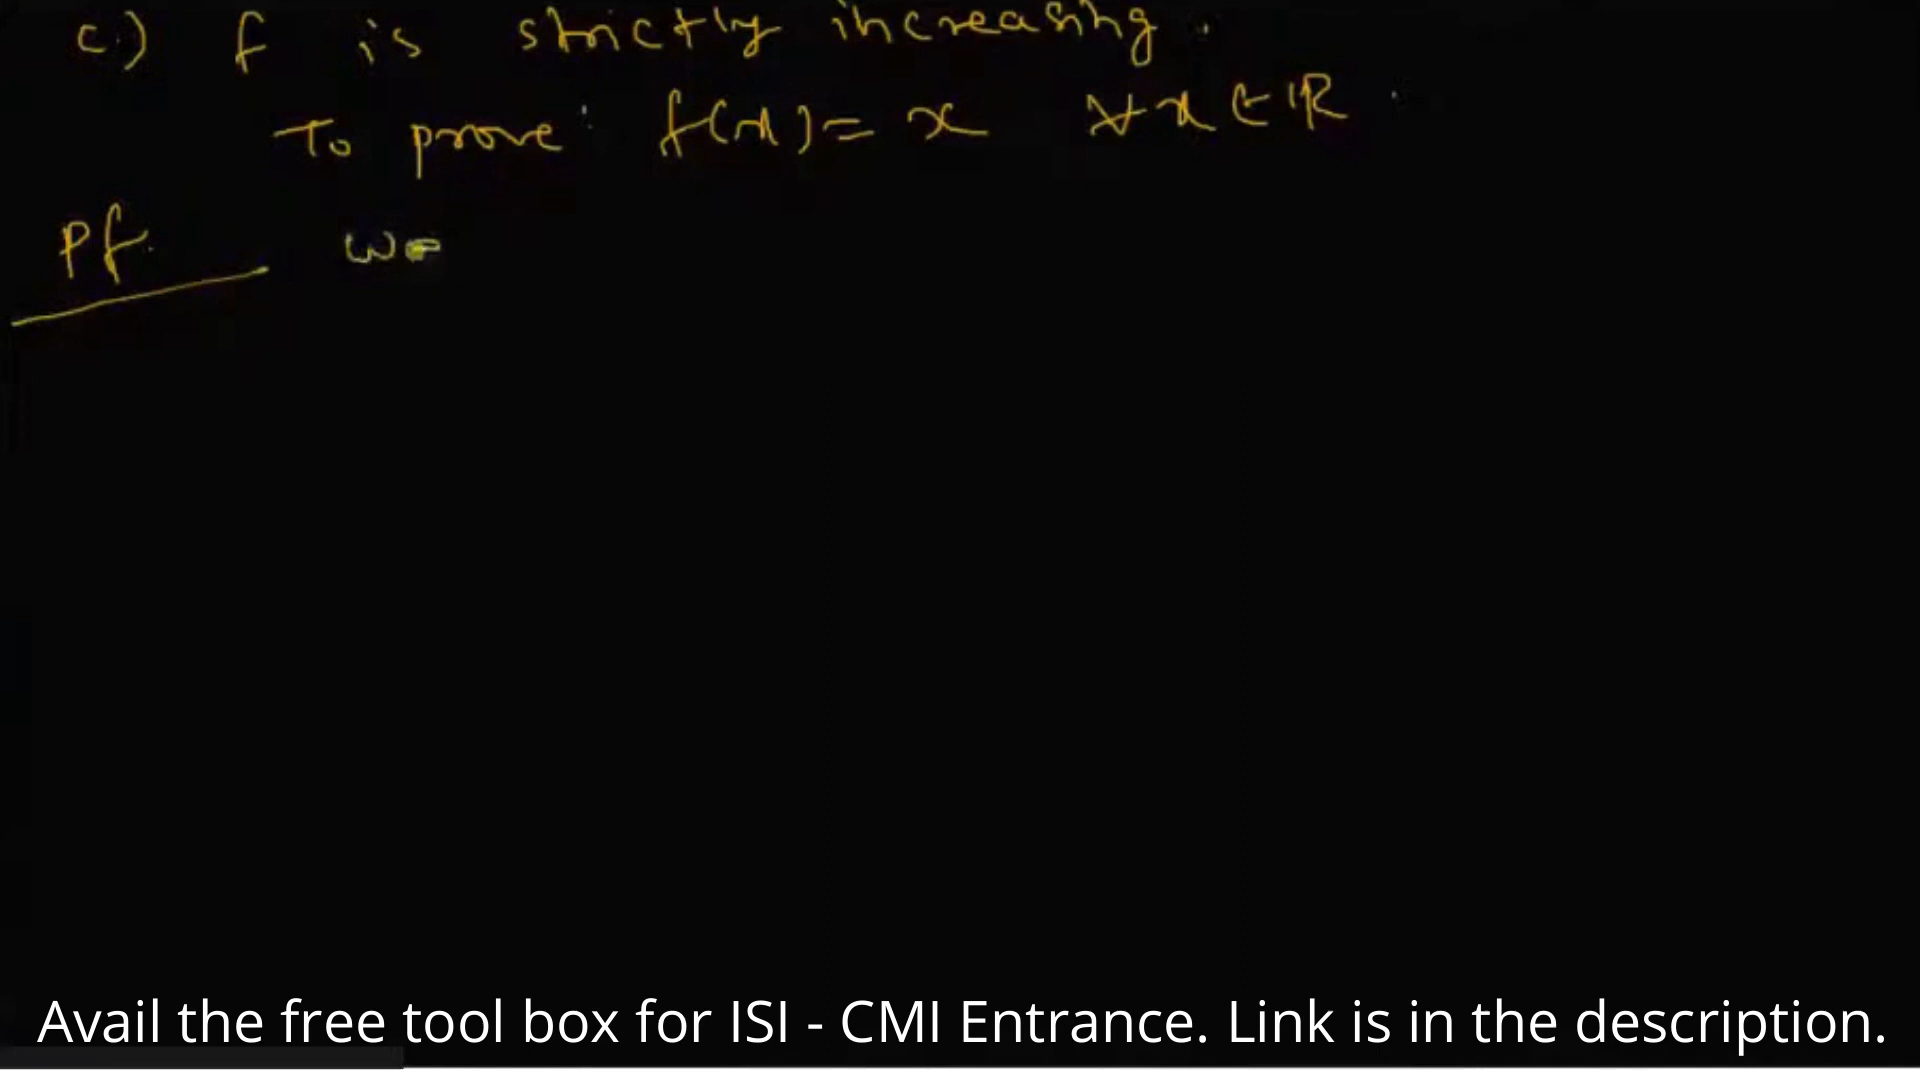 c.) f is strictly increasing.
To prove: f(x) = x ∀ x ∈ ℝ.
Pf. we
Avail the free tool box for ISI - CMI Entrance. Link is in the description.